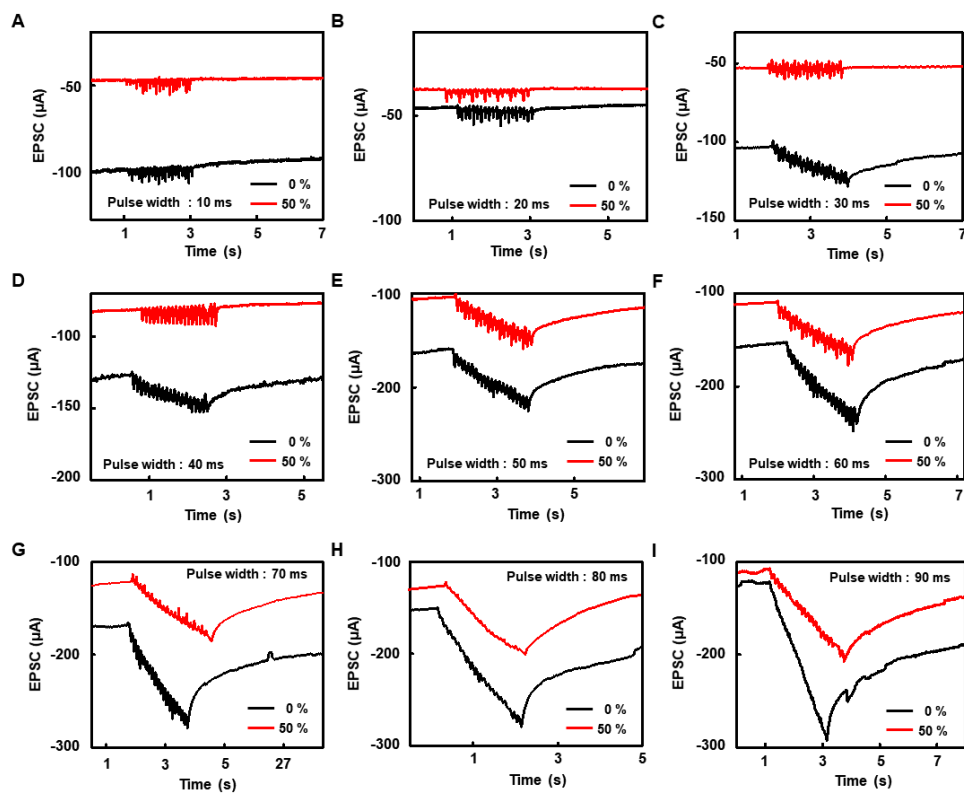 A
EPSC (µA)
-50
-100
Pulse width : 10 ms
0 %
50 %
1 3 5 7
Time (s)
B
EPSC (µA)
-50
-100
Pulse width : 20 ms
0 %
50 %
1 3 5
Time (s)
C
EPSC (µA)
-50
-100
-150
Pulse width : 30 ms
0 %
50 %
1 3 5 7
Time (s)
D
EPSC (µA)
-100
-150
-200
Pulse width : 40 ms
0 %
50 %
1 3 5
Time (s)
E
EPSC (µA)
-100
-200
-300
Pulse width : 50 ms
0 %
50 %
1 3 5
Time (s)
F
EPSC (µA)
-100
-200
-300
Pulse width : 60 ms
0 %
50 %
1 3 5 7
Time (s)
G
EPSC (µA)
-100
-200
-300
Pulse width : 70 ms
0 %
50 %
1 3 5 27
Time (s)
H
EPSC (µA)
-100
-200
-300
Pulse width : 80 ms
0 %
50 %
1 3 5
Time (s)
I
EPSC (µA)
-100
-200
-300
Pulse width : 90 ms
0 %
50 %
1 3 5 7
Time (s)